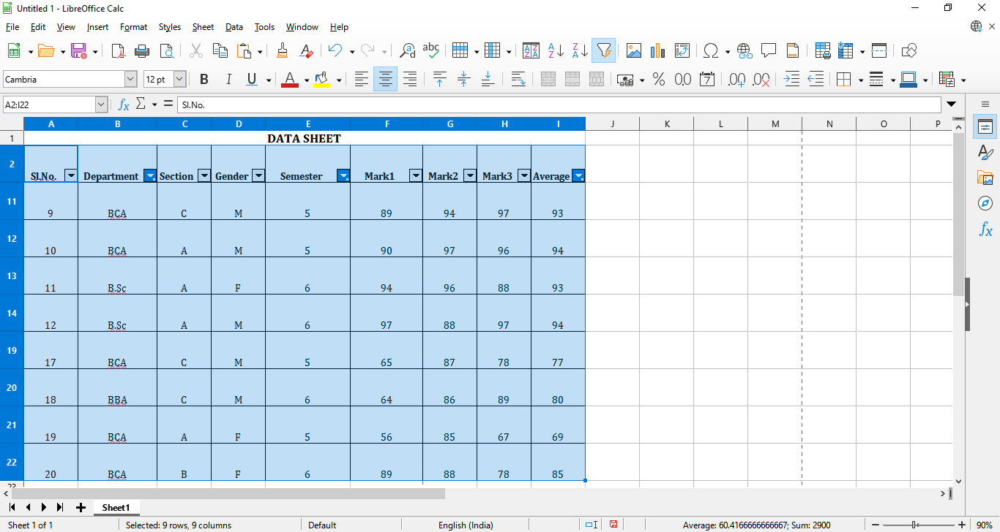 Untitled 1 - LibreOffice Calc
File Edit View Insert Format Styles Sheet Data Tools Window Help
Cambria 12 pt
A2:I22 Sl.No.
A B C D E F G H I J K L M N O P
1 DATA SHEET
2 Sl.No. Department Section Gender Semester Mark1 Mark2 Mark3 Average
11 9 BCA C M 5 89 94 97 93
12 10 BCA A M 5 90 97 96 94
13 11 B.Sc A F 6 94 96 88 93
14 12 B.Sc A M 6 97 88 97 94
19 17 BCA C M 5 65 87 78 77
20 18 BBA C M 6 64 86 89 80
21 19 BCA A F 5 56 85 67 69
22 20 BCA B F 6 89 88 78 85
23
Sheet1
Sheet 1 of 1 Selected: 9 rows, 9 columns Default English (India) Average: 60.4166666666667; Sum: 2900 90%